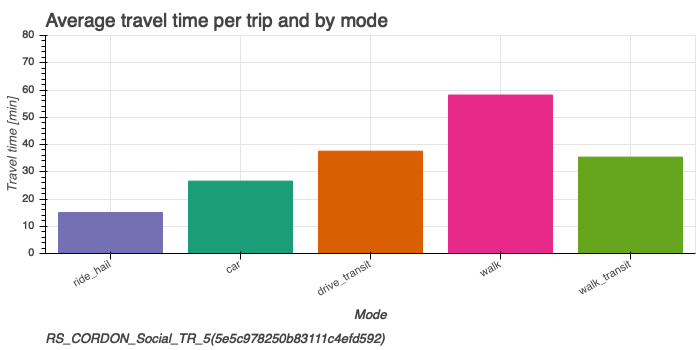 Average travel time per trip and by mode
80
70
60
50
40
30
20
10
0
Travel time [min]
ride_hail
car
drive_transit
walk
walk_transit
Mode
RS_CORDON_Social_TR_5(5e5c978250b83111c4efd592)